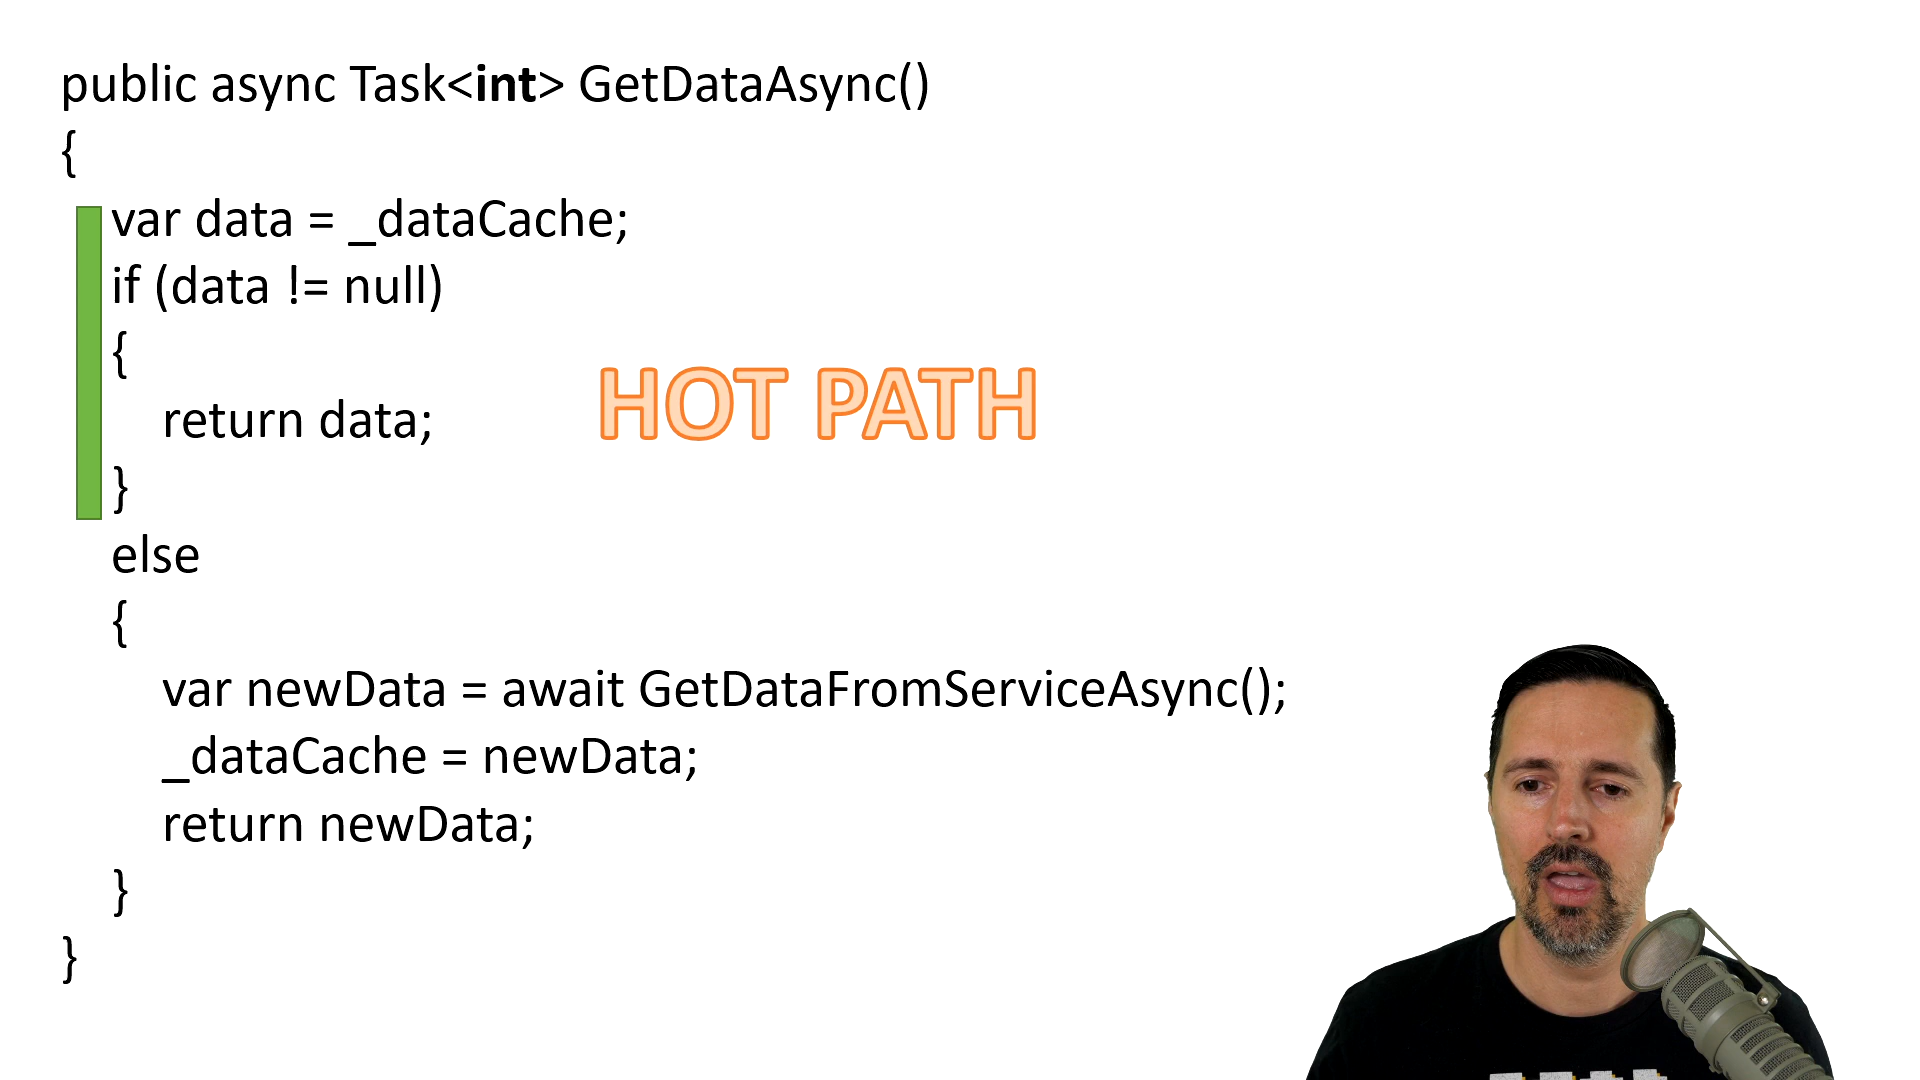 public async Task<int> GetDataAsync()
{
var data = _dataCache;
if (data != null)
{
return data;
HOT PATH
}
else
{
var newData = await GetDataFromServiceAsync();
_dataCache = newData;
return newData;
}
}